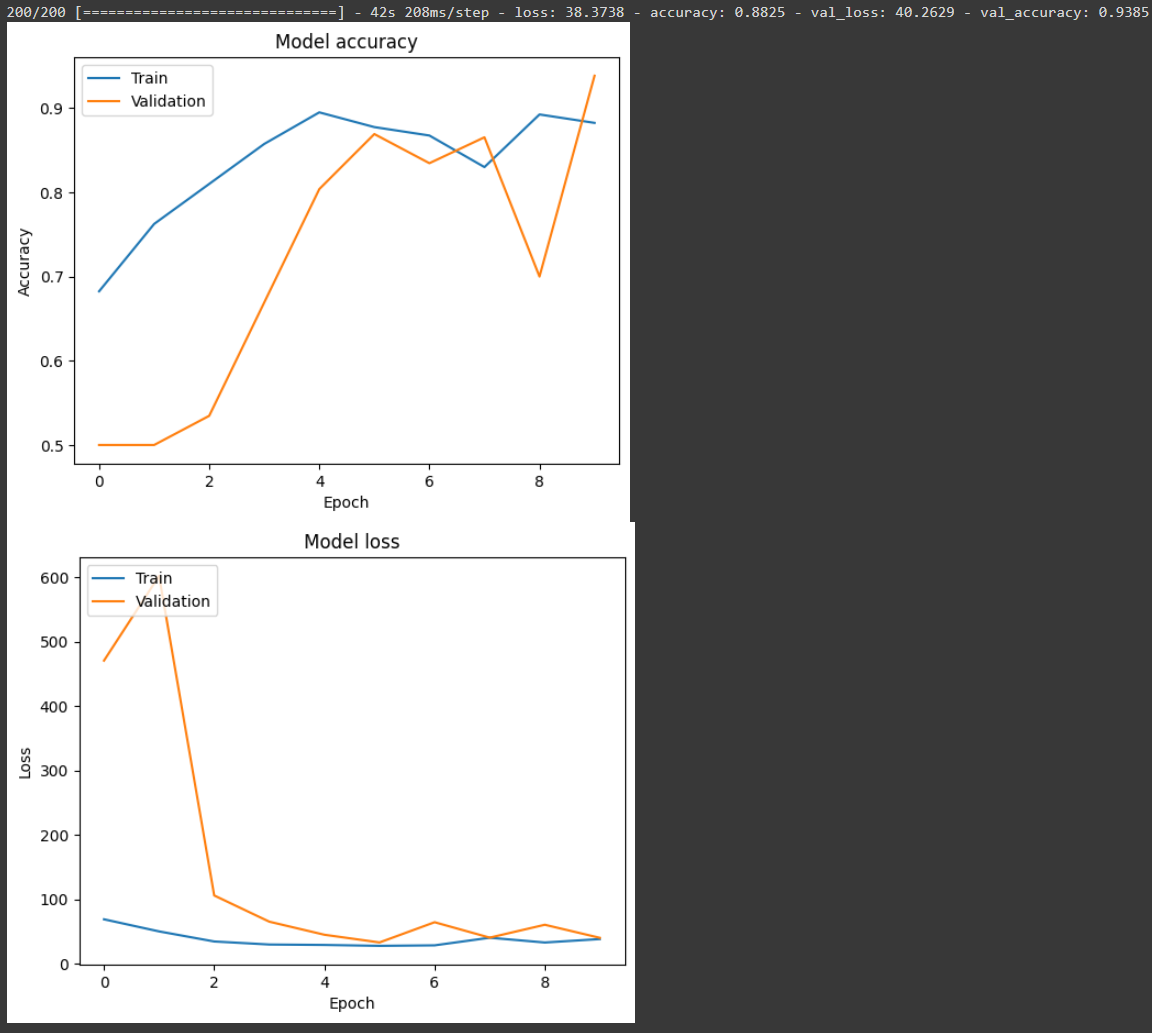 200/200 [==============================] - 42s 208ms/step - loss: 38.3738 - accuracy: 0.8825 - val_loss: 40.2629 - val_accuracy: 0.9385
Model accuracy
Train
Validation
0.9
0.8
0.7
0.6
0.5
Accuracy
0 2 4 6 8
Epoch
Model loss
Train
Validation
600
500
400
300
200
100
0
Loss
0 2 4 6 8
Epoch